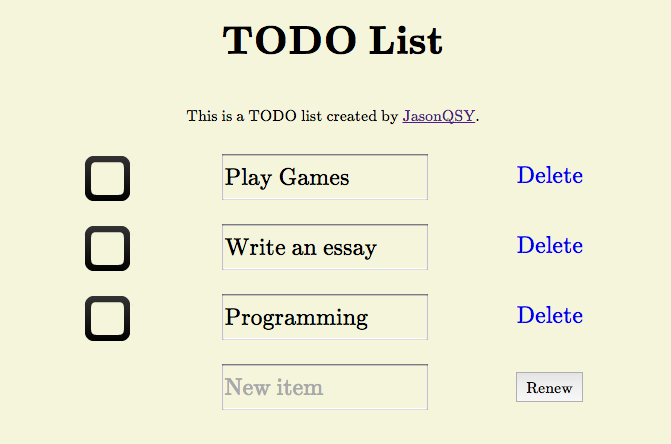 TODO List
This is a TODO list created by JasonQSY.
Play Games Delete
Write an essay Delete
Programming Delete
New item Renew